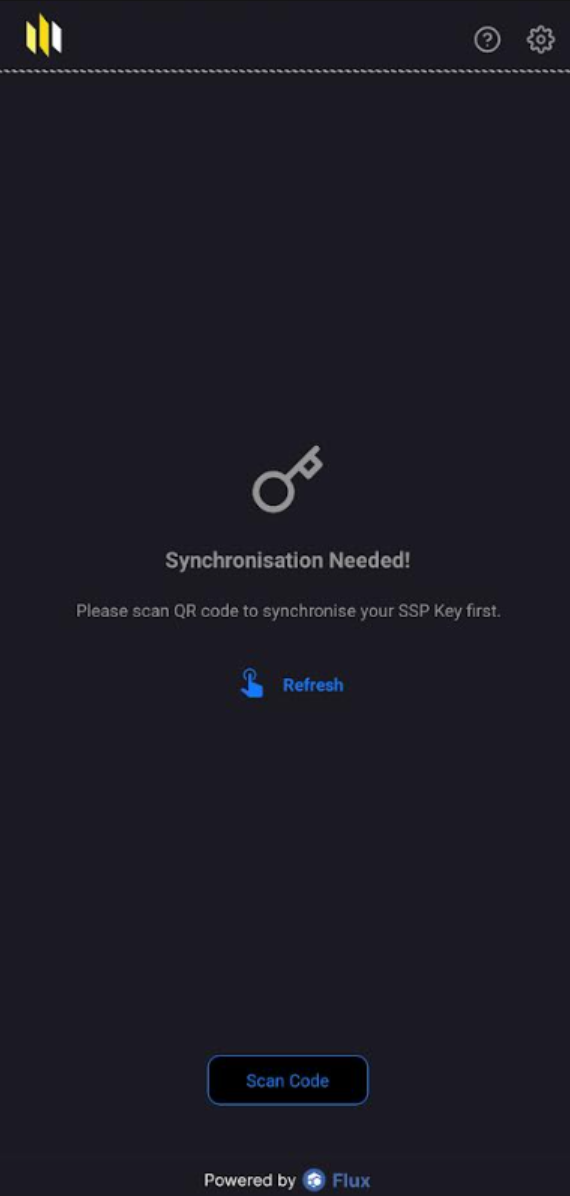 Synchronisation Needed!
Please scan QR code to synchronise your SSP Key first.
Refresh
Scan Code
Powered by Flux